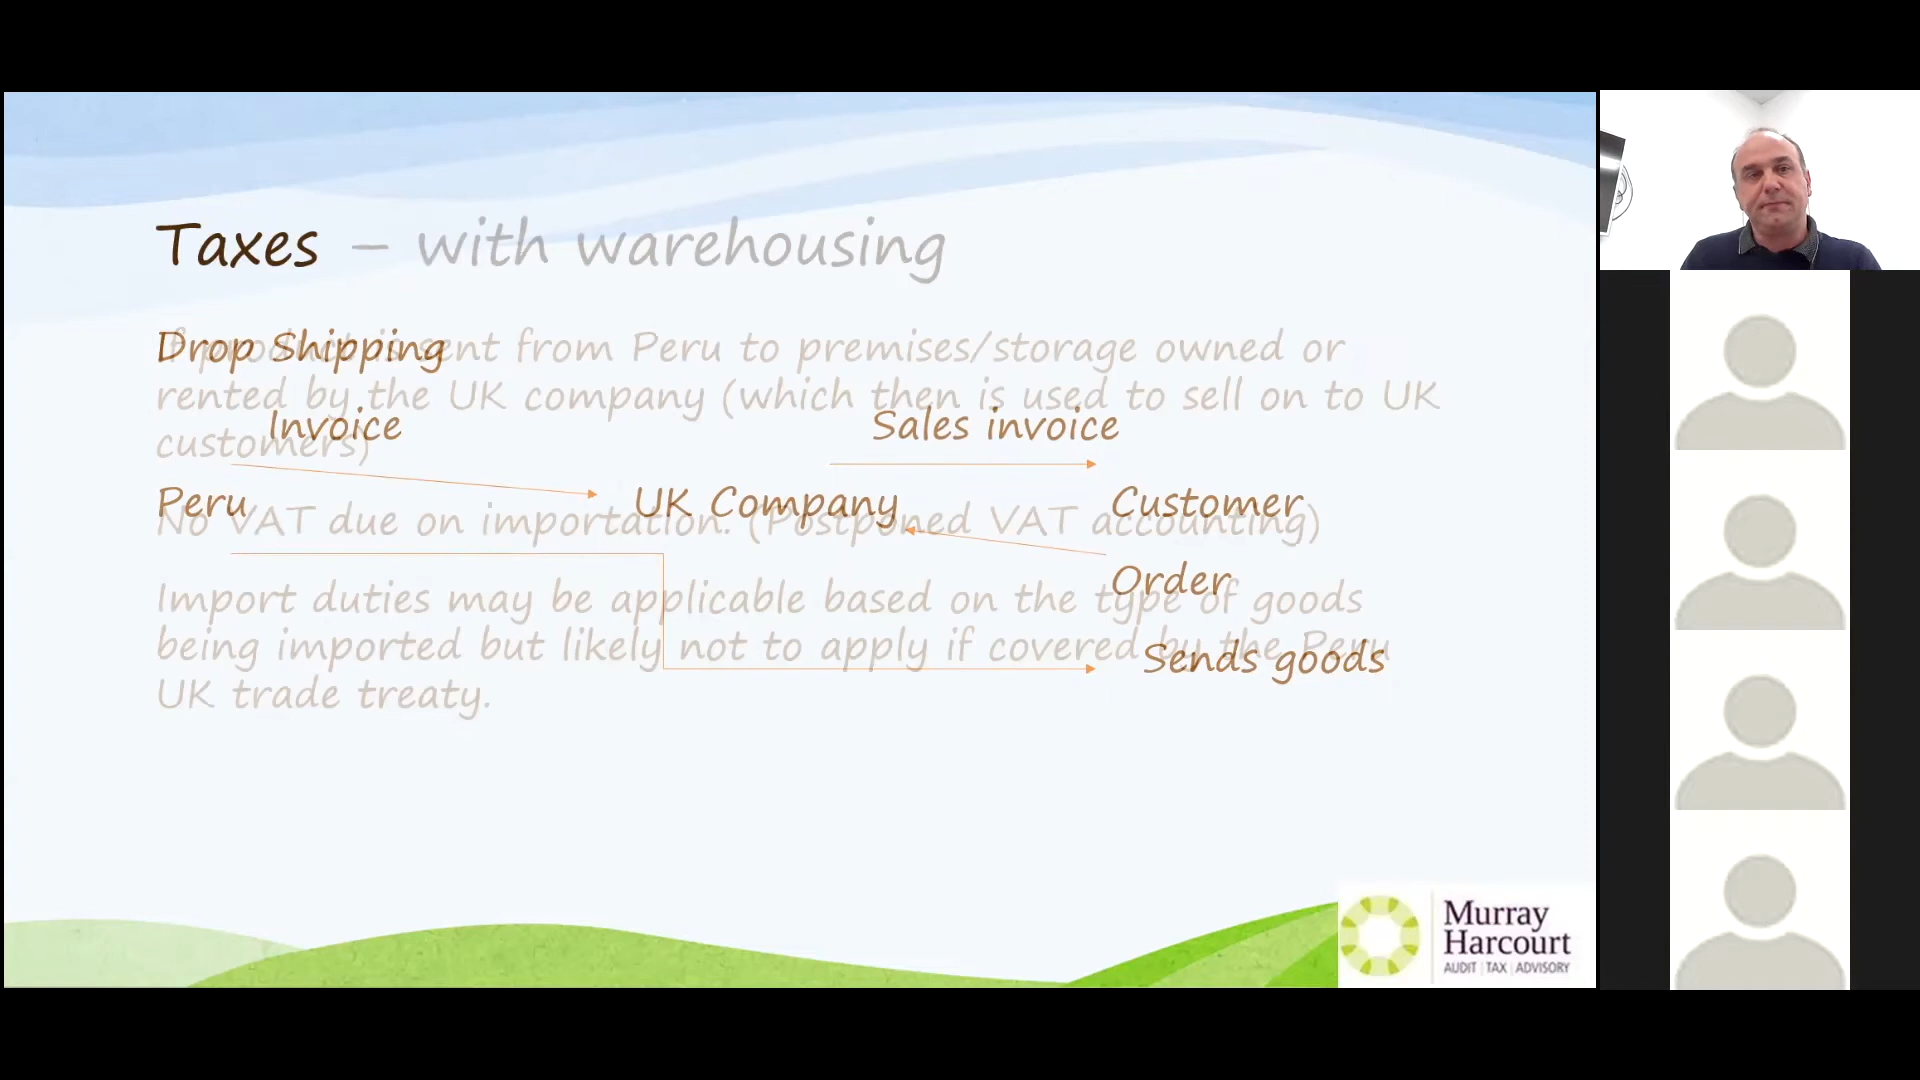 Taxes – with warehousing
Drop Shipping
sent from Peru to premises/storage owned or
rented by the UK company (which then is used to sell on to UK
customers)
Invoice
Sales invoice
Peru
UK Company
Customer
No VAT due on importation. (Postponed VAT accounting)
Order
Import duties may be applicable based on the type of goods
being imported but likely not to apply if covered by the Peru
UK trade treaty.
Sends goods
Murray
Harcourt
AUDIT | TAX | ADVISORY